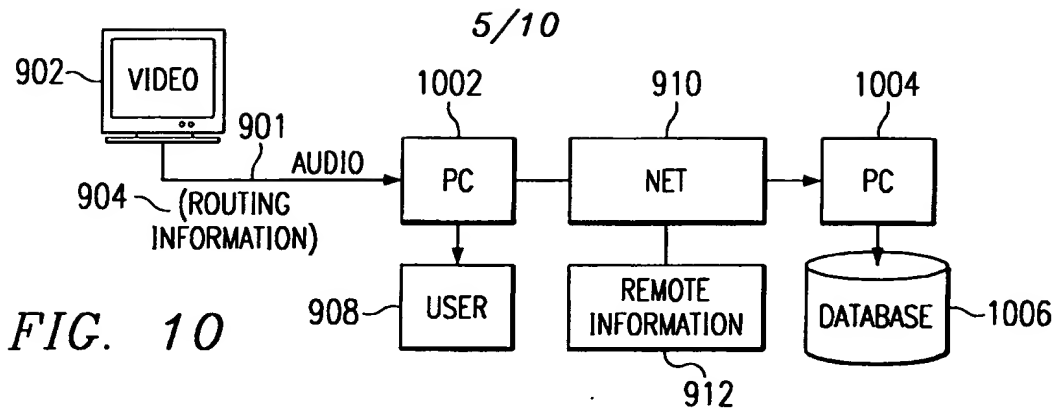 5/10
902
VIDEO
901
AUDIO
904
(ROUTING
INFORMATION)
1002
PC
910
NET
1004
PC
908
USER
REMOTE
INFORMATION
912
DATABASE
1006
FIG. 10